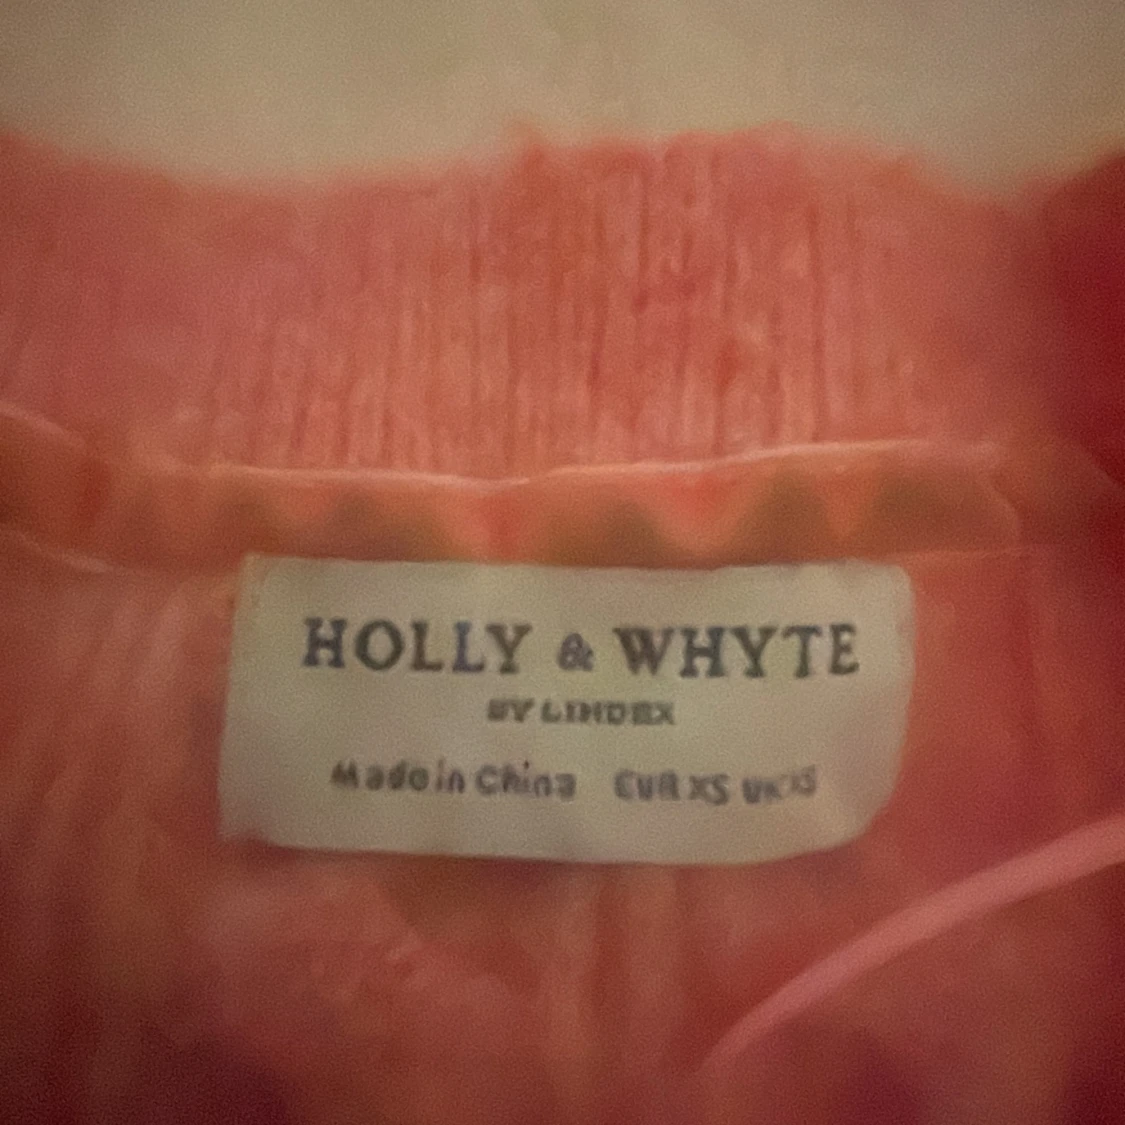 HOLLY & WHYTE
BY LINDEX
Made in China EUR XS UK XS